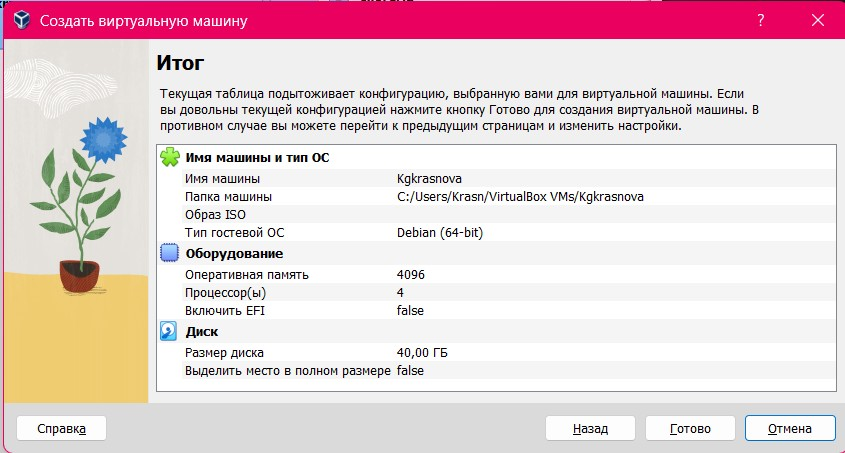 Создать виртуальную машину
Итог
Текущая таблица подытоживает конфигурацию, выбранную вами для виртуальной машины. Если
вы довольны текущей конфигурацией нажмите кнопку Готово для создания виртуальной машины. В
противном случае вы можете перейти к предыдущим страницам и изменить настройки.
Имя машины и тип ОС
Имя машины Kgkrasnova
Папка машины C:/Users/Krasn/VirtualBox VMs/Kgkrasnova
Образ ISO
Тип гостевой ОС Debian (64-bit)
Оборудование
Оперативная память 4096
Процессор(ы) 4
Включить EFI false
Диск
Размер диска 40,00 ГБ
Выделить место в полном размере false
Справка Назад Готово Отмена